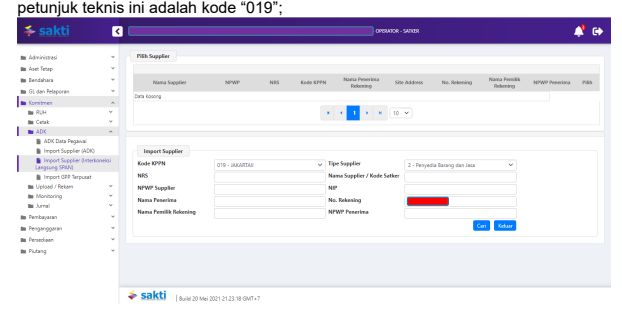 petunjuk teknis ini adalah kode “019”;
sakti
OPERATOR - SATKER
Administrasi
Aset Tetap
Bendahara
GL dan Pelaporan
Komitmen
RUH
Cetak
ADK
ADK Data Pegawai
Import Supplier (ADK)
Import Supplier (Interkoneksi
Langsung SPAN)
Import GPP Terpusat
Upload / Rekam
Monitoring
Jurnal
Pembayaran
Penganggaran
Persediaan
Piutang
Pilih Supplier
Nama Supplier NPWP NRS Kode KPPN Nama Penerima Rekening Site Address No. Rekening Nama Pemilik Rekening NPWP Penerima Pilih
Data kosong
1 10
Import Supplier
Kode KPPN 019 - JAKARTAII Tipe Supplier 2 - Penyedia Barang dan Jasa
NRS Nama Supplier / Kode Satker
NPWP Supplier NIP
Nama Penerima No. Rekening
Nama Pemilik Rekening NPWP Penerima
Cari Keluar
sakti Build 20 Mei 2021 21.23.18 GMT+7